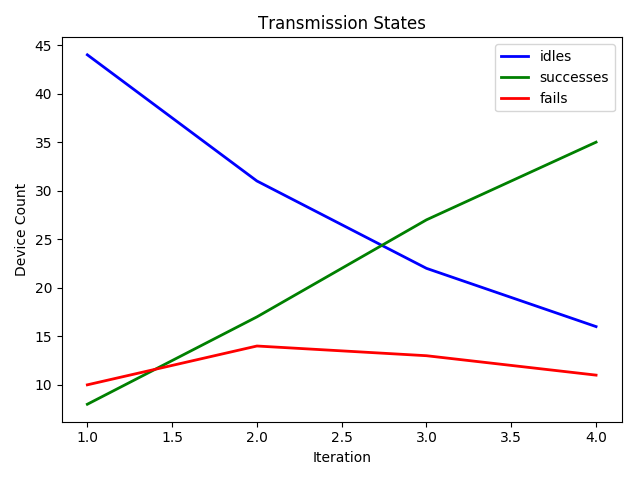 Transmission States
45
40
35
30
25
20
15
10
Device Count
idles
successes
fails
1.0 1.5 2.0 2.5 3.0 3.5 4.0
Iteration